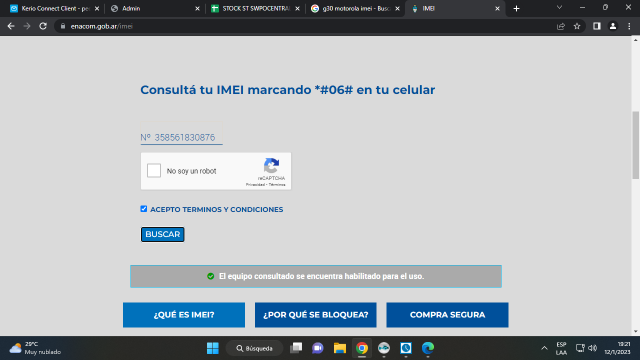 Kerio Connect Client - pe
Admin
STOCK ST SWPOCENTRAL
g30 motorola imei - Busc
IMEI
enacom.gob.ar/imei
Consultá tu IMEI marcando *#06# en tu celular
Nº 358561830876
No soy un robot
reCAPTCHA
Privacidad - Términos
ACEPTO TERMINOS Y CONDICIONES
BUSCAR
El equipo consultado se encuentra habilitado para el uso.
¿QUÉ ES IMEI?
¿POR QUÉ SE BLOQUEA?
COMPRA SEGURA
29°C
Muy nublado
Búsqueda
ESP
LAA
19:21
12/1/2023